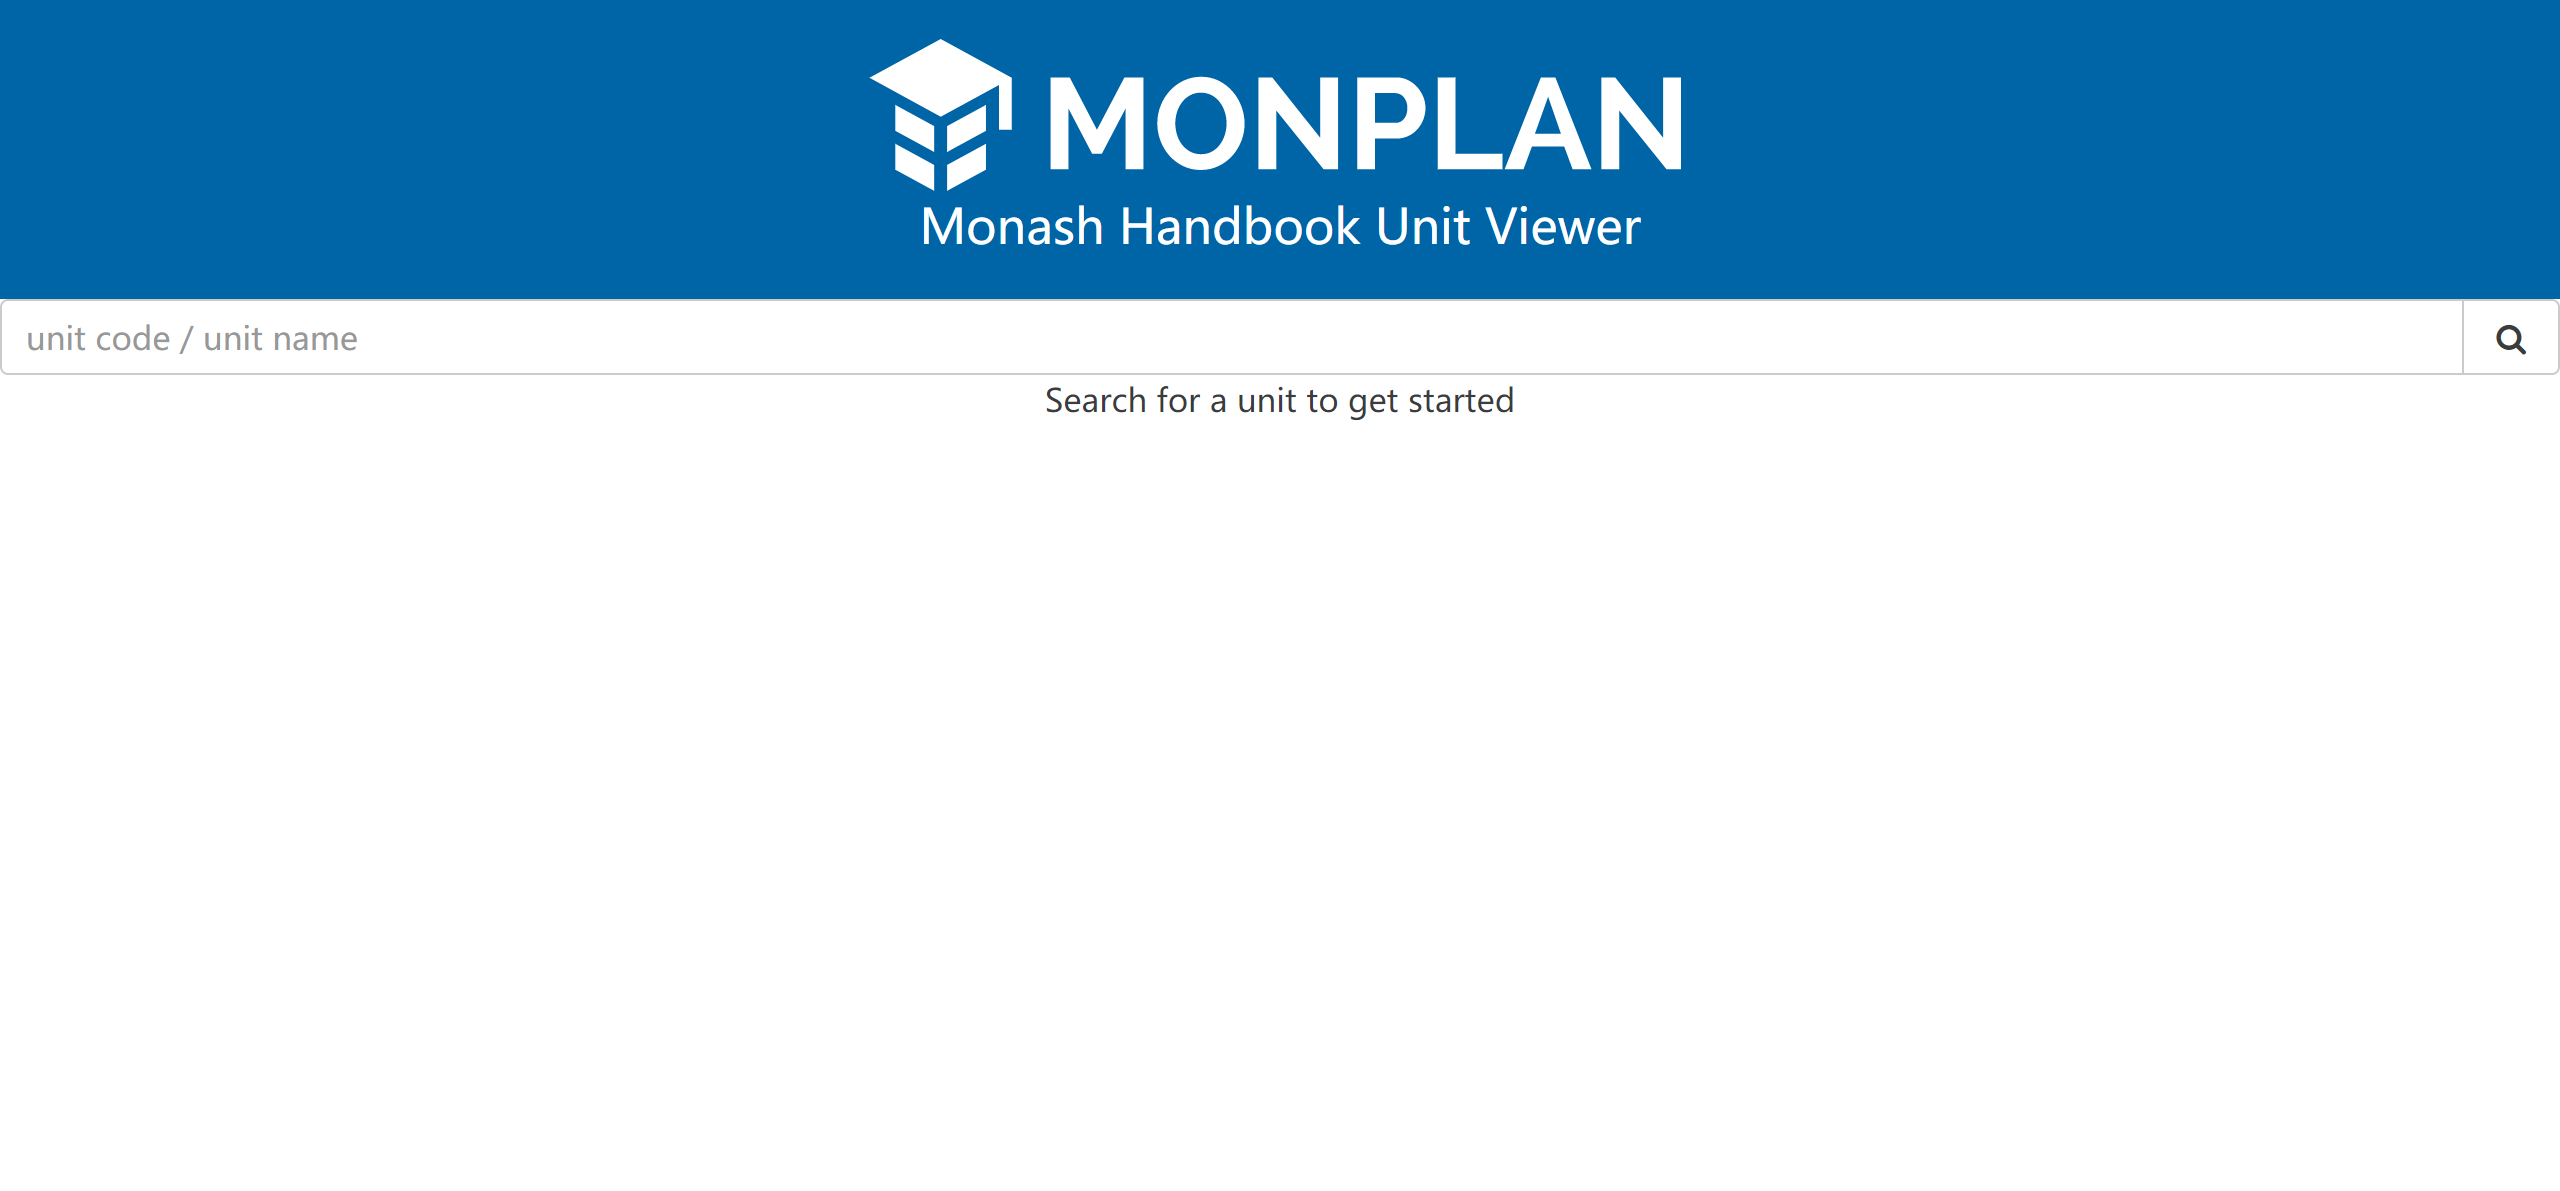 MONPLAN
Monash Handbook Unit Viewer
unit code / unit name
Search for a unit to get started